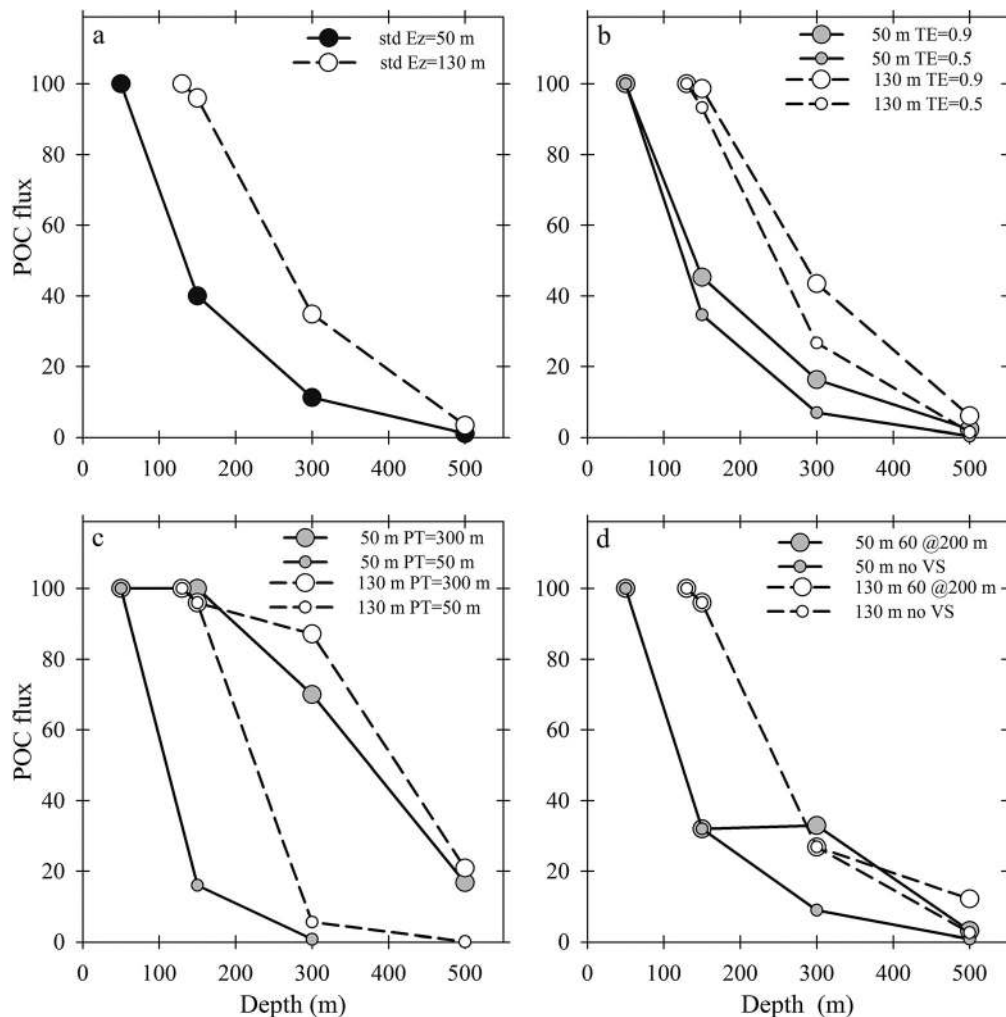 a
std Ez=50 m
std Ez=130 m
POC flux
100
80
60
40
20
0
0 100 200 300 400 500
b
50 m TE=0.9
50 m TE=0.5
130 m TE=0.9
130 m TE=0.5
100
80
60
40
20
0
0 100 200 300 400 500
c
50 m PT=300 m
50 m PT=50 m
130 m PT=300 m
130 m PT=50 m
POC flux
100
80
60
40
20
0
0 100 200 300 400 500
Depth (m)
d
50 m 60 @200 m
50 m no VS
130 m 60 @200 m
130 m no VS
100
80
60
40
20
0
0 100 200 300 400 500
Depth (m)